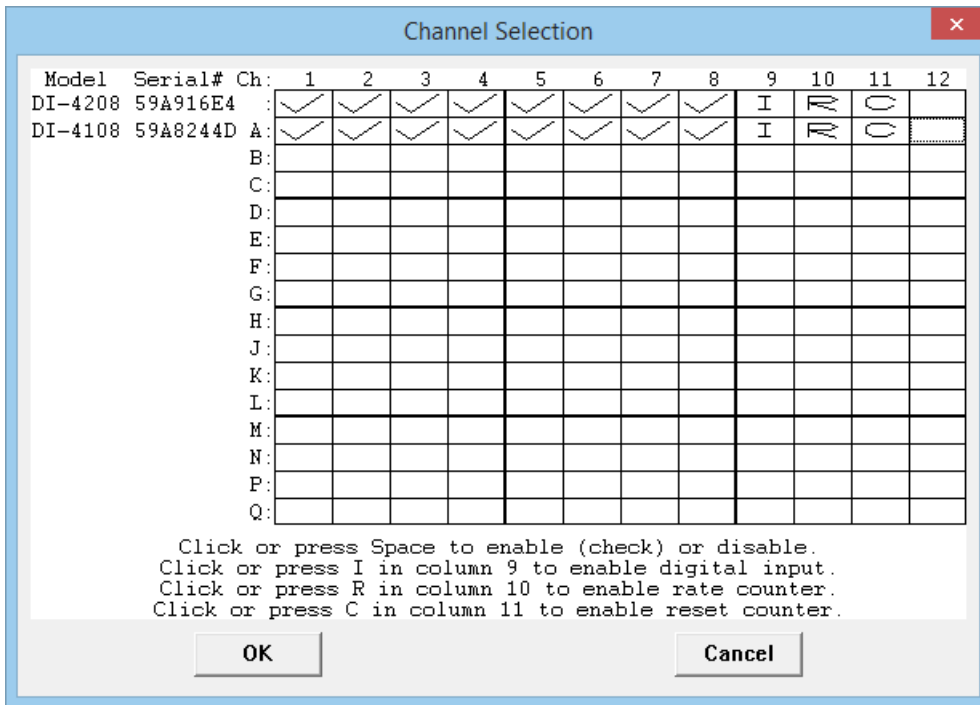 Channel Selection
×
Model Serial# Ch: 1 2 3 4 5 6 7 8 9 10 11 12
DI-4208 59A916E4 : I R C
DI-4108 59A8244D A: I R C
B:
C:
D:
E:
F:
G:
H:
J:
K:
L:
M:
N:
P:
Q:
Click or press Space to enable (check) or disable.
Click or press I in column 9 to enable digital input.
Click or press R in column 10 to enable rate counter.
Click or press C in column 11 to enable reset counter.
OK Cancel